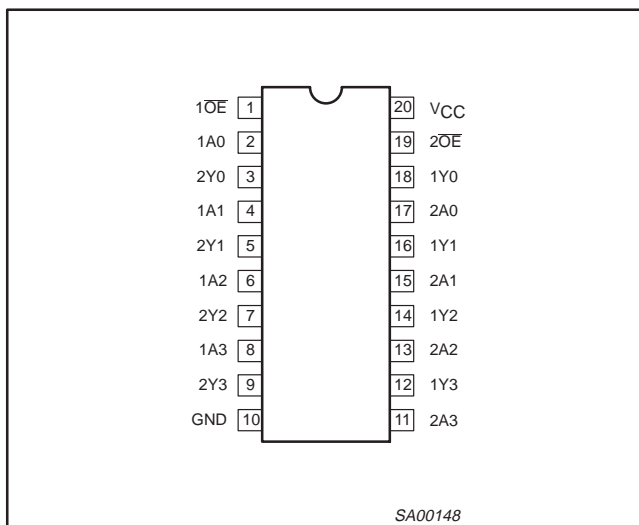 1O̅E̅ 1 20 VCC
1A0 2 19 2O̅E̅
2Y0 3 18 1Y0
1A1 4 17 2A0
2Y1 5 16 1Y1
1A2 6 15 2A1
2Y2 7 14 1Y2
1A3 8 13 2A2
2Y3 9 12 1Y3
GND 10 11 2A3
SA00148